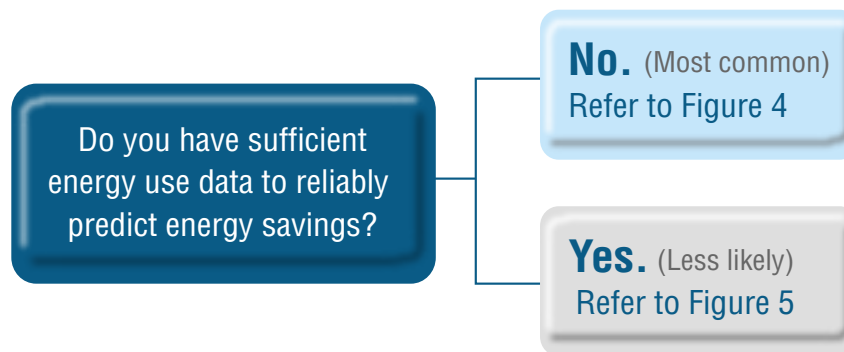 Do you have sufficient
energy use data to reliably
predict energy savings?
No. (Most common)
Refer to Figure 4
Yes. (Less likely)
Refer to Figure 5